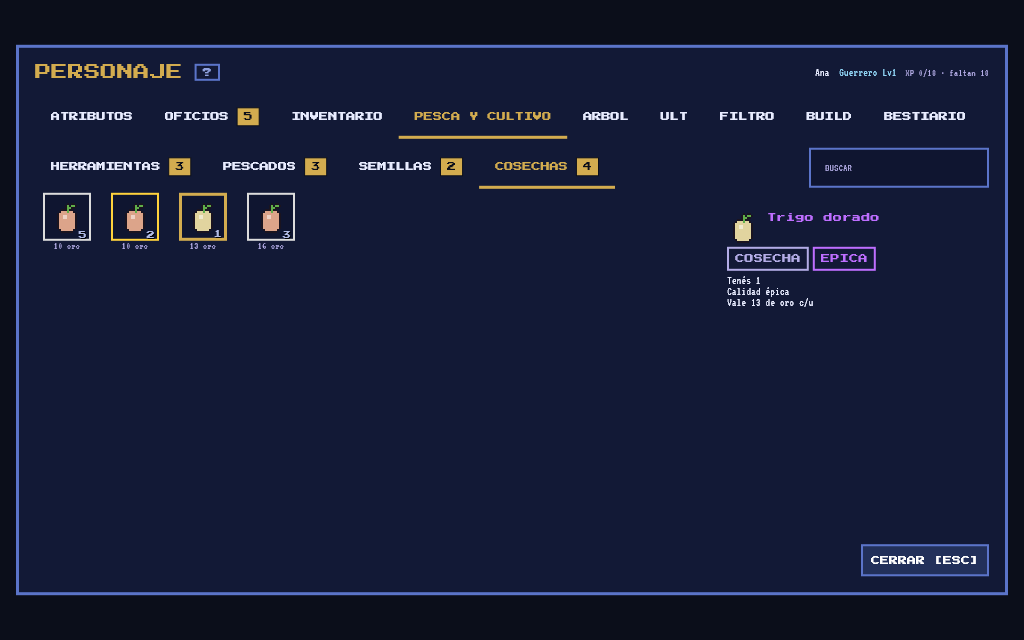 PERSONAJE ?
Ana Guerrero Lv1 XP 0/10 · faltan 10
ATRIBUTOS OFICIOS 5 INVENTARIO PESCA Y CULTIVO ARBOL ULT FILTRO BUILD BESTIARIO
HERRAMIENTAS 3 PESCADOS 3 SEMILLAS 2 COSECHAS 4 BUSCAR
5 2 1 3
10 oro 10 oro 13 oro 16 oro
Trigo dorado
COSECHA EPICA
Tenés 1
Calidad épica
Vale 13 de oro c/u
CERRAR [ESC]